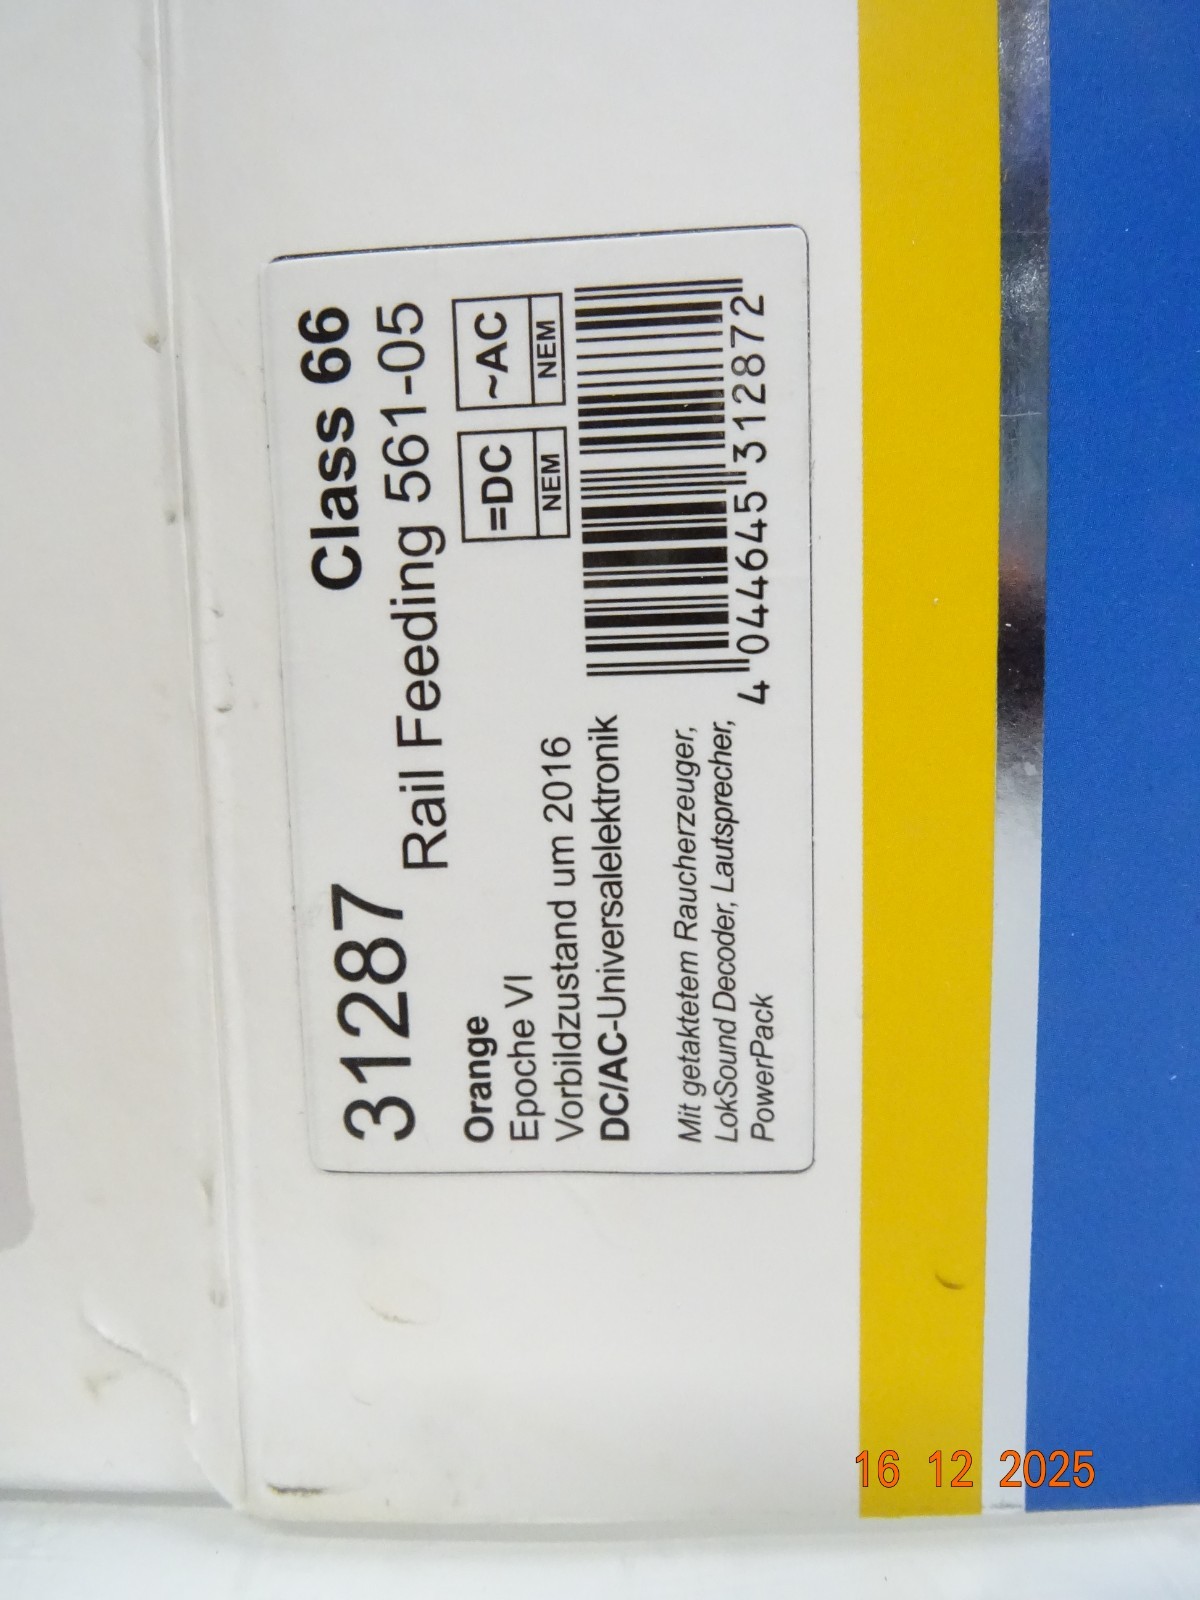 31287
Class 66
Rail Feeding 561-05
Orange
Epoche VI
Vorbildzustand um 2016
DC/AC-Universalelektronik
=DC
NEM
~AC
NEM
Mit getaktetem Raucherzeuger,
LokSound Decoder, Lautsprecher,
PowerPack
4 044645 312872
16 12 2025